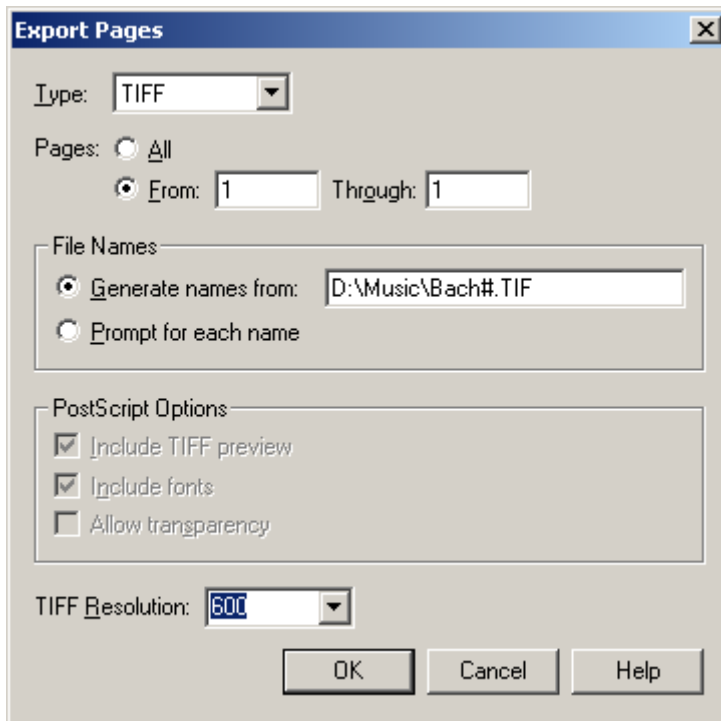 Export Pages
Type: TIFF
Pages: All
From: 1 Through: 1
File Names
Generate names from: D:\Music\Bach#.TIF
Prompt for each name
PostScript Options
Include TIFF preview
Include fonts
Allow transparency
TIFF Resolution: 600
OK Cancel Help